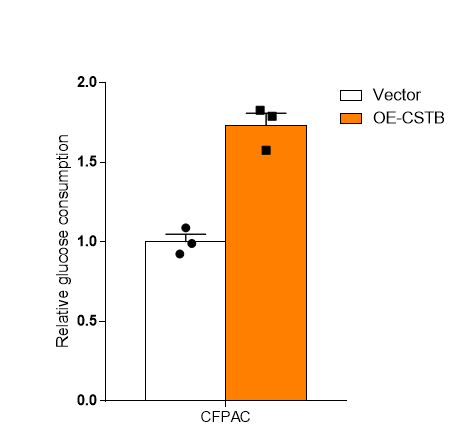 Relative glucose consumption
2.0
1.5
1.0
0.5
0.0
CFPAC
Vector
OE-CSTB